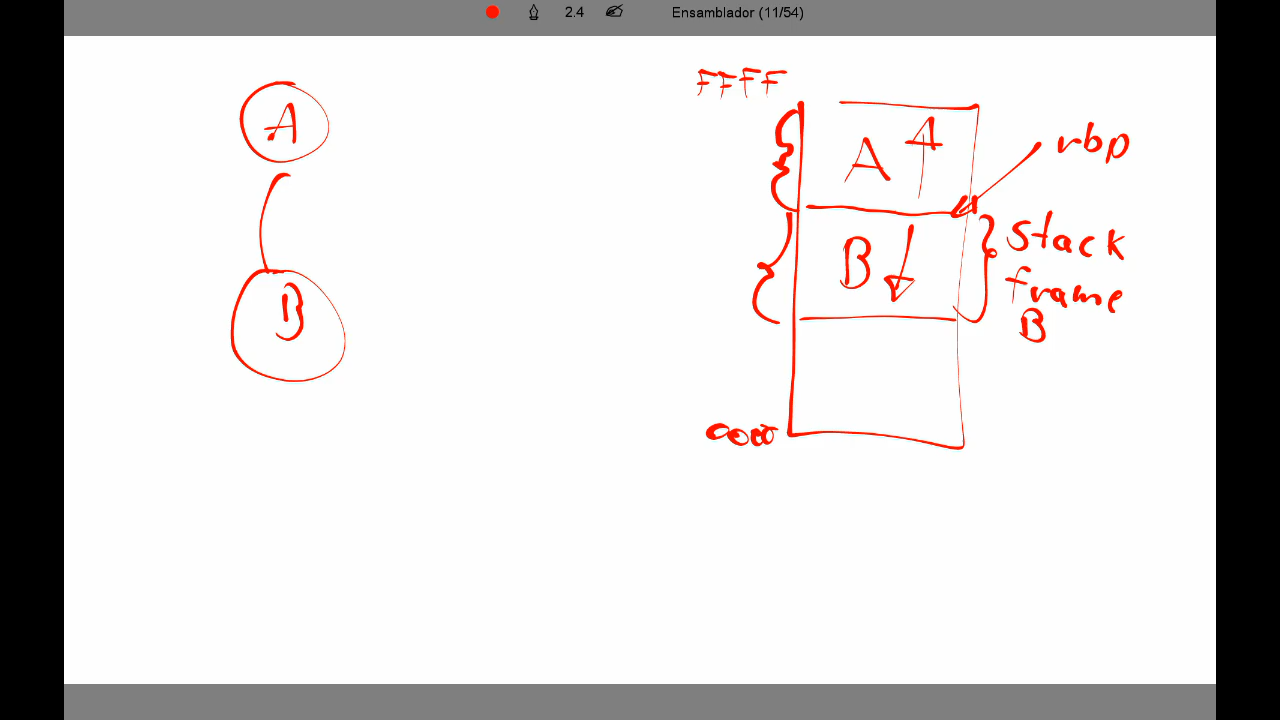 2.4
Ensamblador (11/54)
A
B
FFFF
A
rbp
B
stack
frame
B
0000